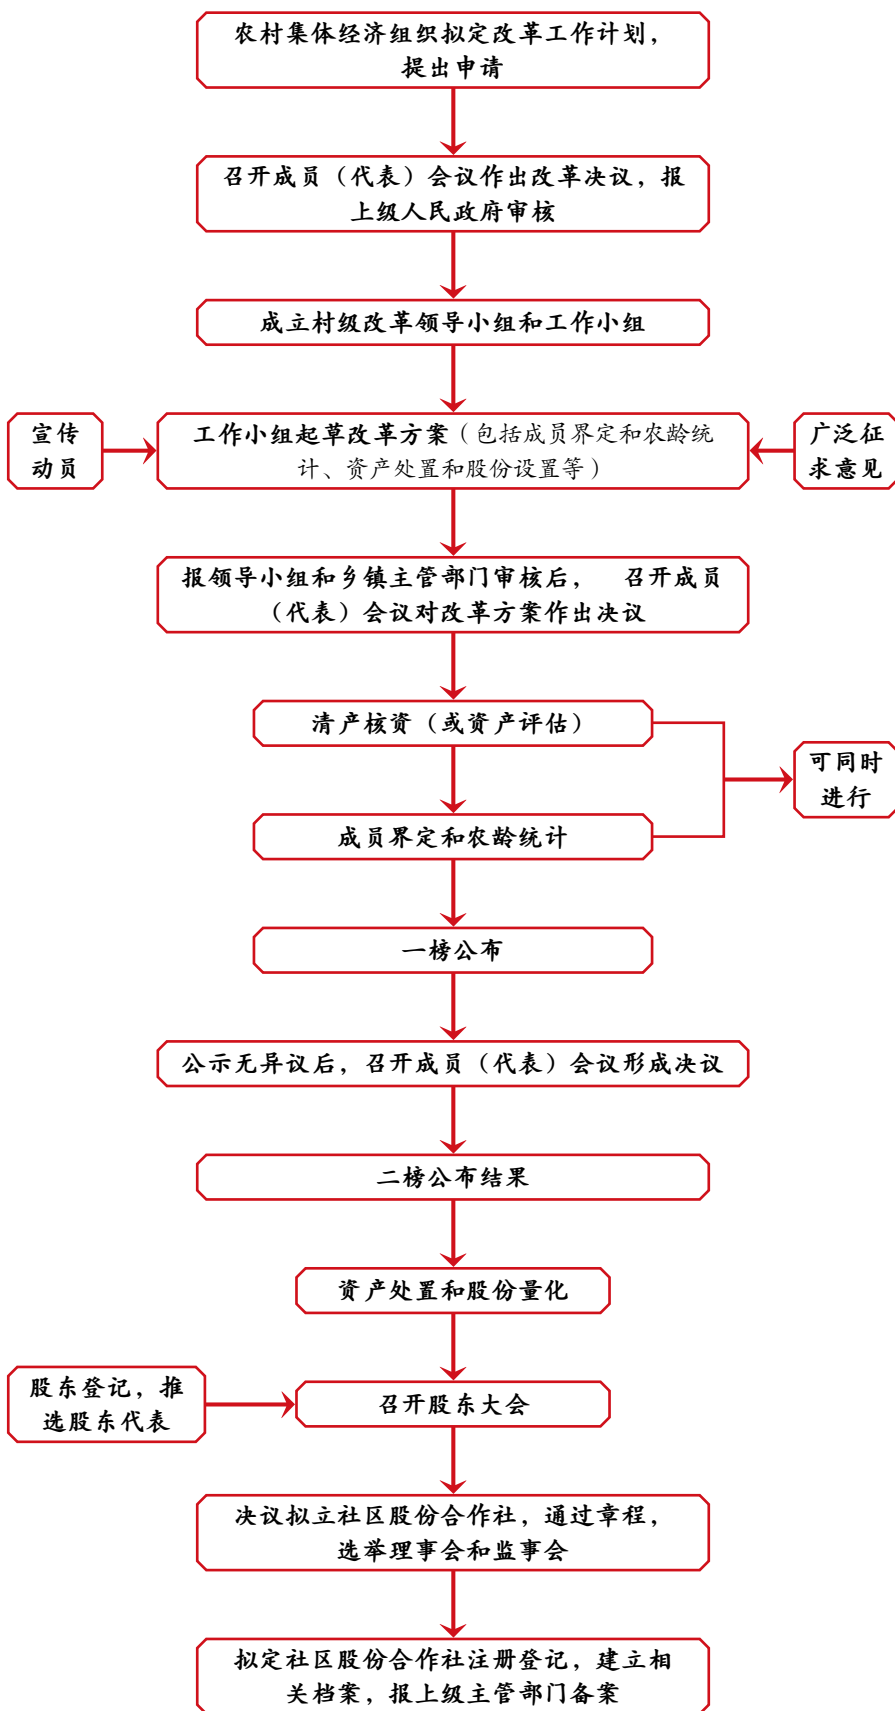 农村集体经济组织拟定改革工作计划，
提出申请
召开成员（代表）会议作出改革决议，报
上级人民政府审核
成立村级改革领导小组和工作小组
宣传
动员
工作小组起草改革方案（包括成员界定和农龄统
计、资产处置和股份设置等）
广泛征
求意见
报领导小组和乡镇主管部门审核后， 召开成员
（代表）会议对改革方案作出决议
清产核资（或资产评估）
可同时
进行
成员界定和农龄统计
一榜公布
公示无异议后，召开成员（代表）会议形成决议
二榜公布结果
资产处置和股份量化
股东登记，推
选股东代表
召开股东大会
决议拟立社区股份合作社，通过章程，
选举理事会和监事会
拟定社区股份合作社注册登记，建立相
关档案，报上级主管部门备案